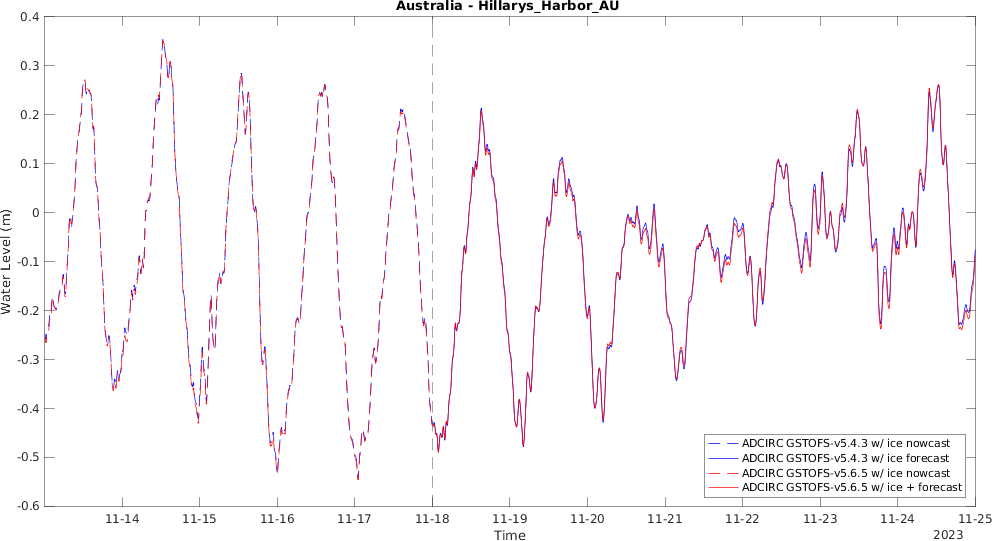 Australia - Hillarys_Harbor_AU
0.4
0.3
0.2
0.1
0
-0.1
-0.2
-0.3
-0.4
-0.5
-0.6
Water Level (m)
ADCIRC GSTOFS-v5.4.3 w/ ice nowcast
ADCIRC GSTOFS-v5.4.3 w/ ice forecast
ADCIRC GSTOFS-v5.6.5 w/ ice nowcast
ADCIRC GSTOFS-v5.6.5 w/ ice + forecast
11-14 11-15 11-16 11-17 11-18 11-19 11-20 11-21 11-22 11-23 11-24 11-25
Time
2023